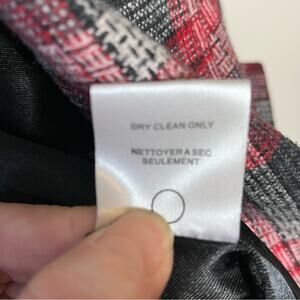 DRY CLEAN ONLY
NETTOYER A SEC
SEULEMENT